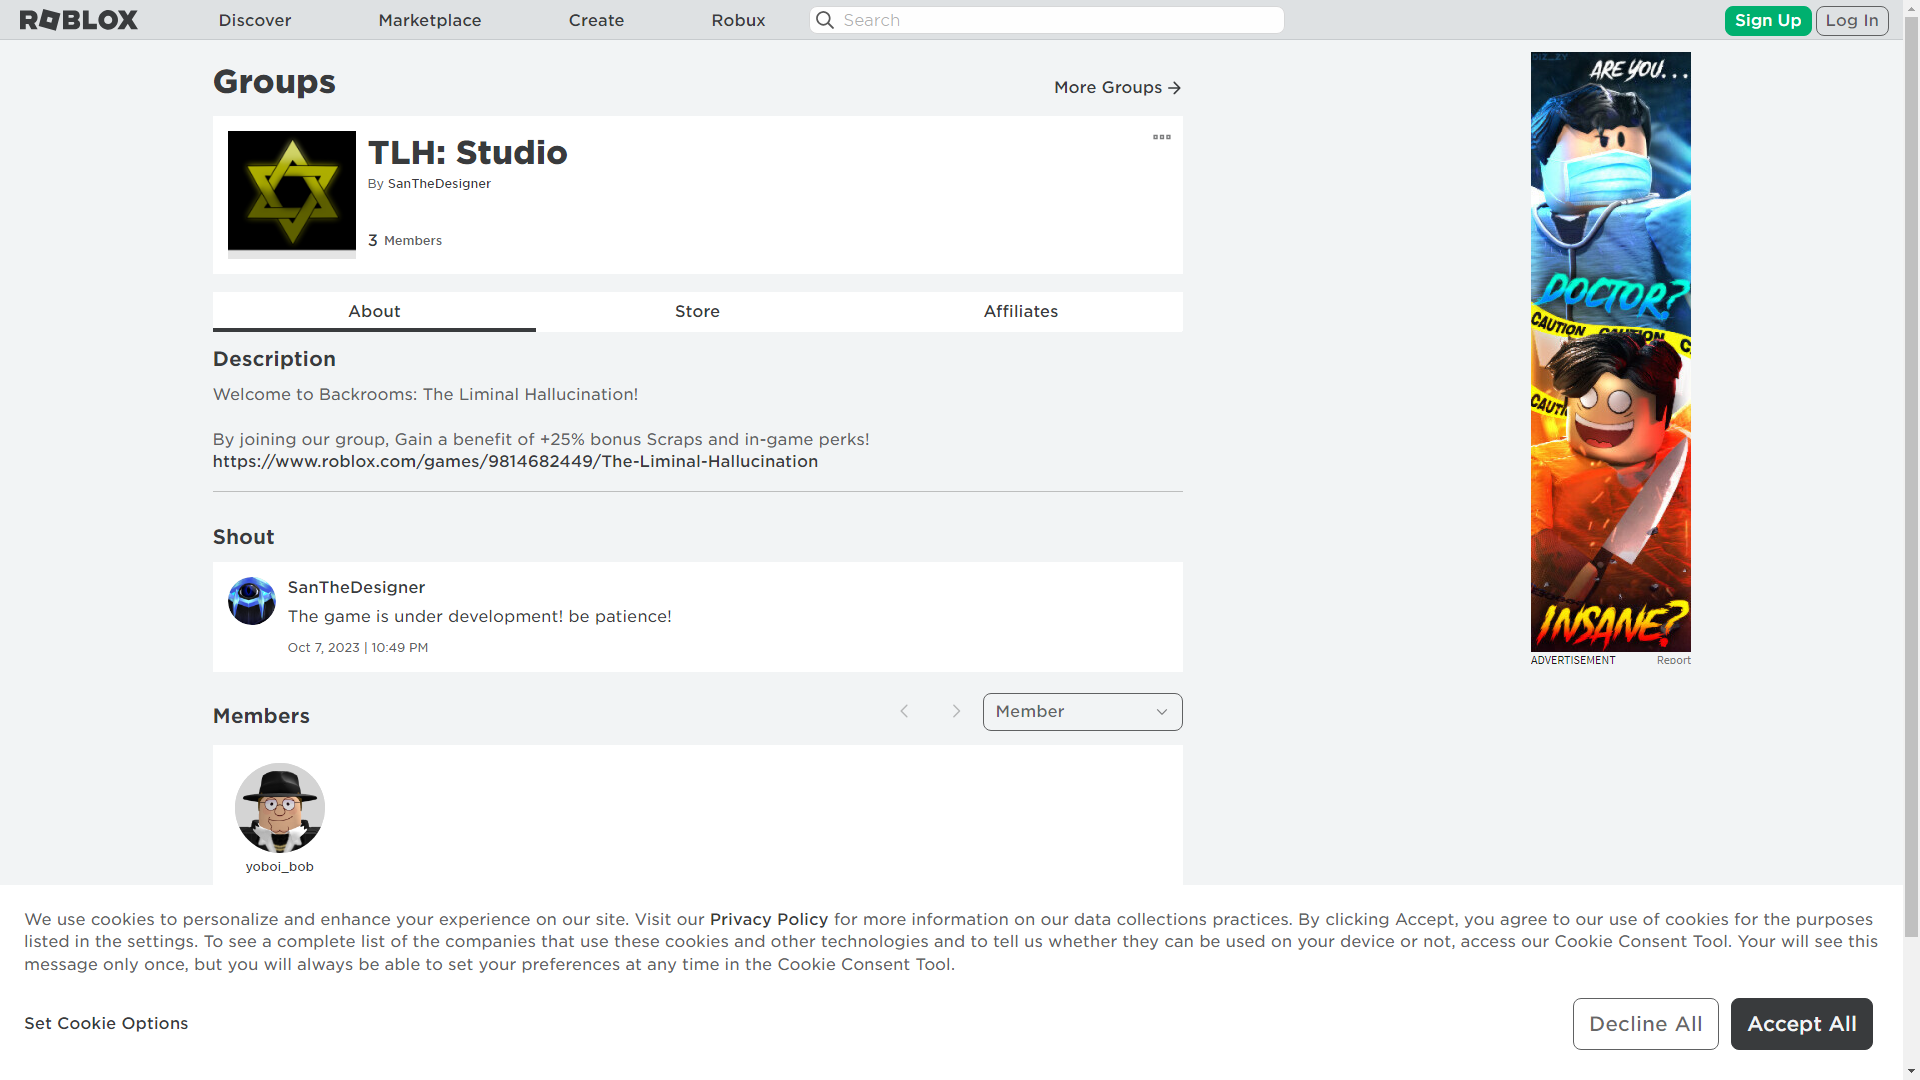 ROBLOX
Discover
Marketplace
Create
Robux
Search
Sign Up
Log In
Groups
More Groups
TLH: Studio
By SanTheDesigner
3 Members
About
Store
Affiliates
Description
Welcome to Backrooms: The Liminal Hallucination!
By joining our group, Gain a benefit of +25% bonus Scraps and in-game perks!
https://www.roblox.com/games/9814682449/The-Liminal-Hallucination
Shout
SanTheDesigner
The game is under development! be patience!
Oct 7, 2023 | 10:49 PM
Members
Member
yoboi_bob
ARE YOU...
DOCTOR?
CAUTION CAUTION C
CAUTI
INSANE?
ADVERTISEMENT
Report
We use cookies to personalize and enhance your experience on our site. Visit our Privacy Policy for more information on our data collections practices. By clicking Accept, you agree to our use of cookies for the purposes
listed in the settings. To see a complete list of the companies that use these cookies and other technologies and to tell us whether they can be used on your device or not, access our Cookie Consent Tool. Your will see this
message only once, but you will always be able to set your preferences at any time in the Cookie Consent Tool.
Set Cookie Options
Decline All
Accept All